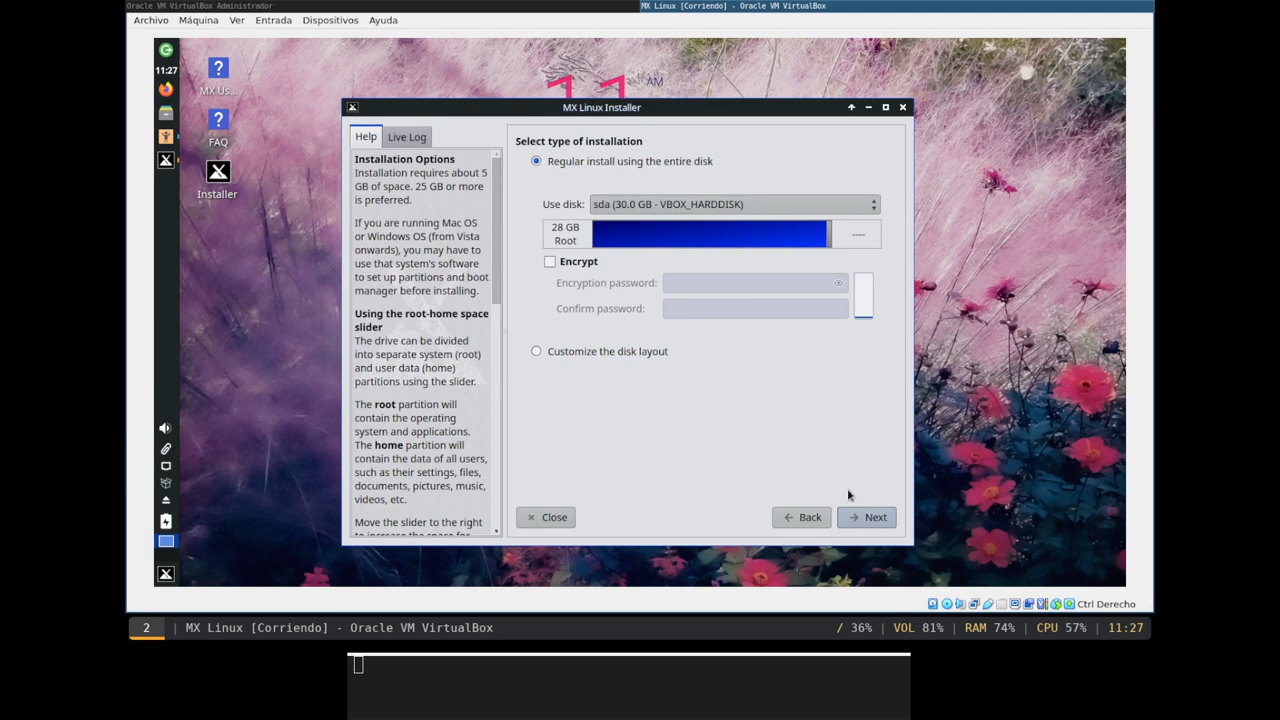 Oracle VM VirtualBox Administrador
MX Linux [Corriendo] - Oracle VM VirtualBox
Archivo Máquina Ver Entrada Dispositivos Ayuda
11:27
MX Us...
FAQ
Installer
AM
MX Linux Installer
Help Live Log
Installation Options
Installation requires about 5
GB of space. 25 GB or more
is preferred.
If you are running Mac OS
or Windows OS (from Vista
onwards), you may have to
use that system's software
to set up partitions and boot
manager before installing.
Using the root-home space
slider
The drive can be divided
into separate system (root)
and user data (home)
partitions using the slider.
The root partition will
contain the operating
system and applications.
The home partition will
contain the data of all users,
such as their settings, files,
documents, pictures, music,
videos, etc.
Move the slider to the right
to increase the space for
Select type of installation
Regular install using the entire disk
Use disk: sda (30.0 GB - VBOX_HARDDISK)
28 GB
Root
----
Encrypt
Encryption password:
Confirm password:
Customize the disk layout
Close Back Next
Ctrl Derecho
2 | MX Linux [Corriendo] - Oracle VM VirtualBox / 36% | VOL 81% | RAM 74% | CPU 57% | 11:27